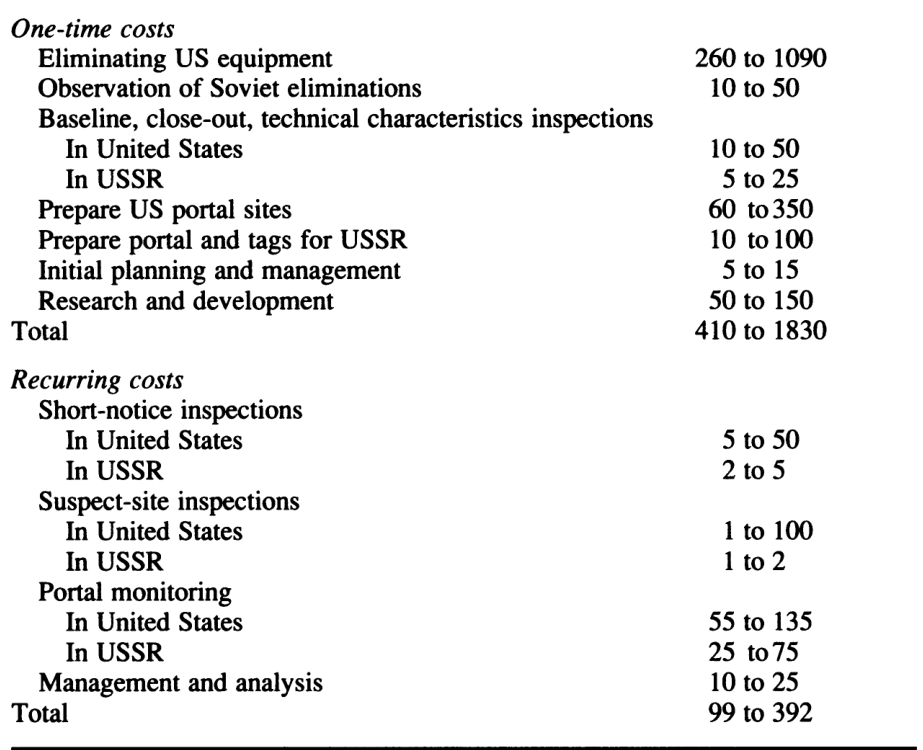 One-time costs
Eliminating US equipment 260 to 1090
Observation of Soviet eliminations 10 to 50
Baseline, close-out, technical characteristics inspections
In United States 10 to 50
In USSR 5 to 25
Prepare US portal sites 60 to 350
Prepare portal and tags for USSR 10 to 100
Initial planning and management 5 to 15
Research and development 50 to 150
Total 410 to 1830
Recurring costs
Short-notice inspections
In United States 5 to 50
In USSR 2 to 5
Suspect-site inspections
In United States 1 to 100
In USSR 1 to 2
Portal monitoring
In United States 55 to 135
In USSR 25 to 75
Management and analysis 10 to 25
Total 99 to 392